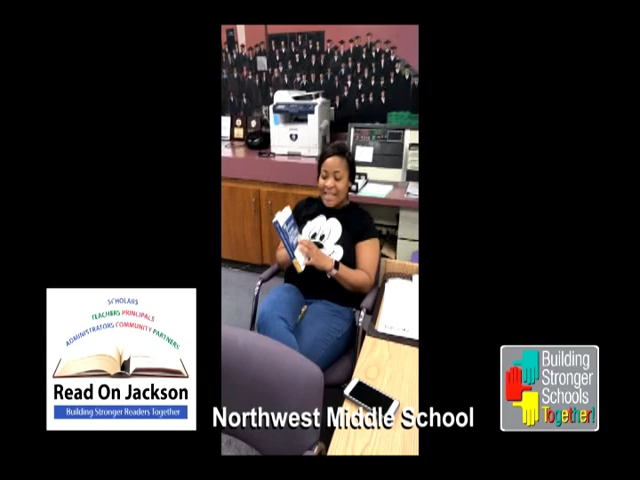 SCHOLARS
TEACHERS PRINCIPALS
ADMINISTRATORS COMMUNITY PARTNERS
Read On Jackson
Building Stronger Readers Together
Northwest Middle School
Building
Stronger
Schools
Together!